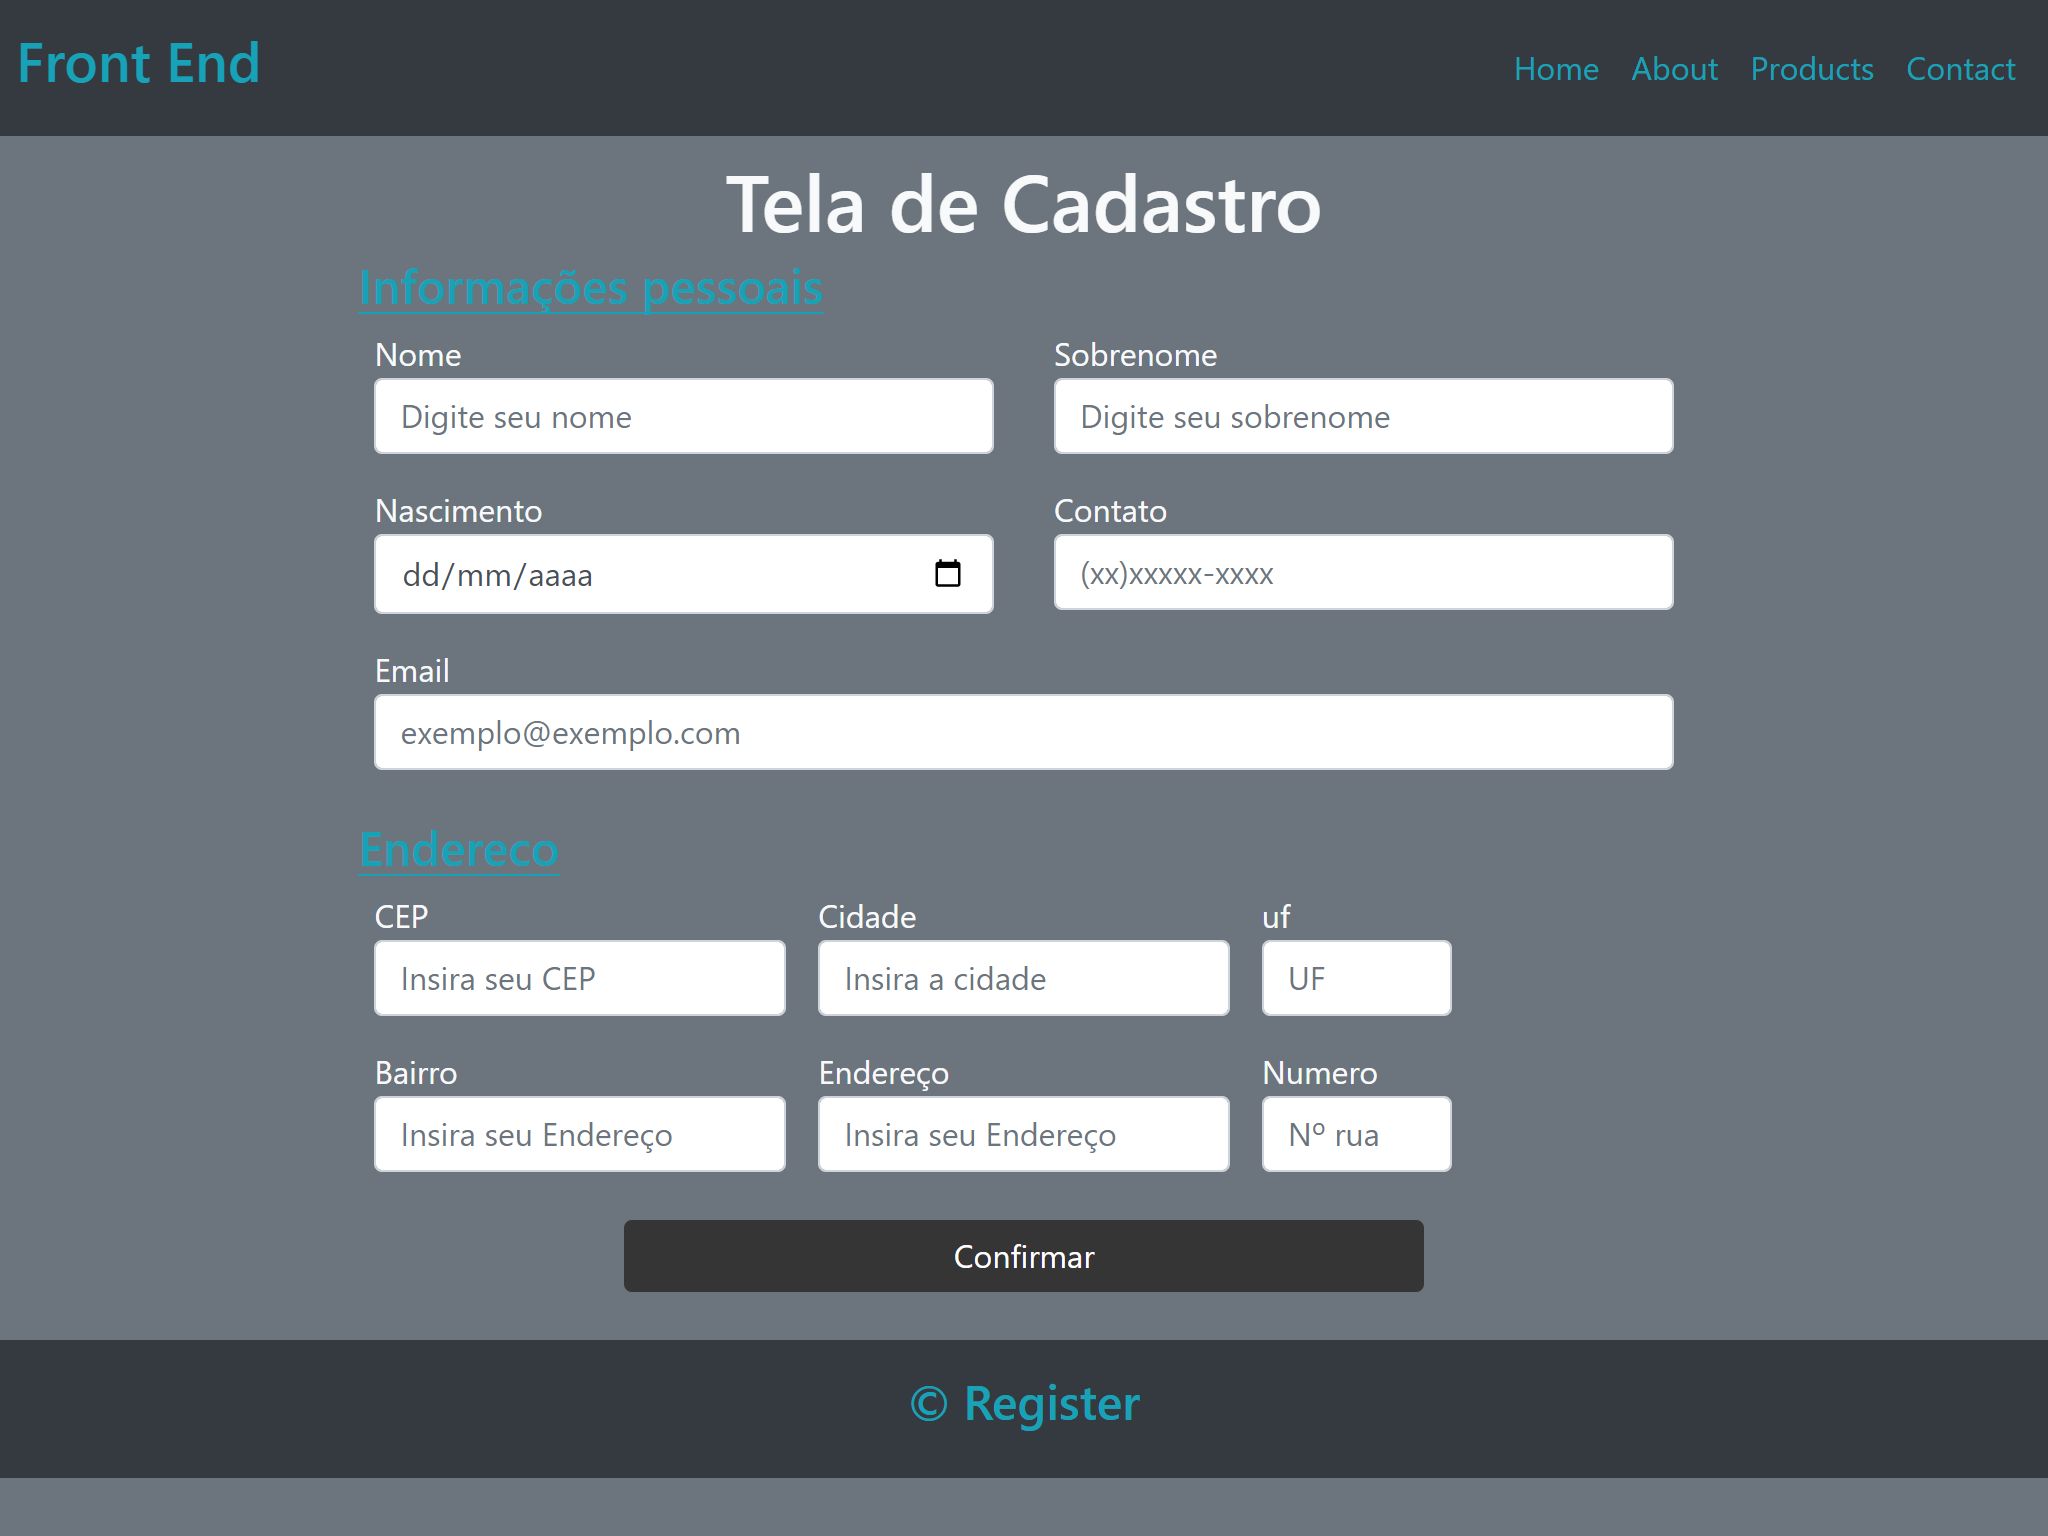 Front End
Home About Products Contact
Tela de Cadastro
Informações pessoais
Nome Sobrenome
Digite seu nome Digite seu sobrenome
Nascimento Contato
dd/mm/aaaa (xx)xxxxx-xxxx
Email
exemplo@exemplo.com
Endereco
CEP Cidade uf
Insira seu CEP Insira a cidade UF
Bairro Endereço Numero
Insira seu Endereço Insira seu Endereço Nº rua
Confirmar
© Register